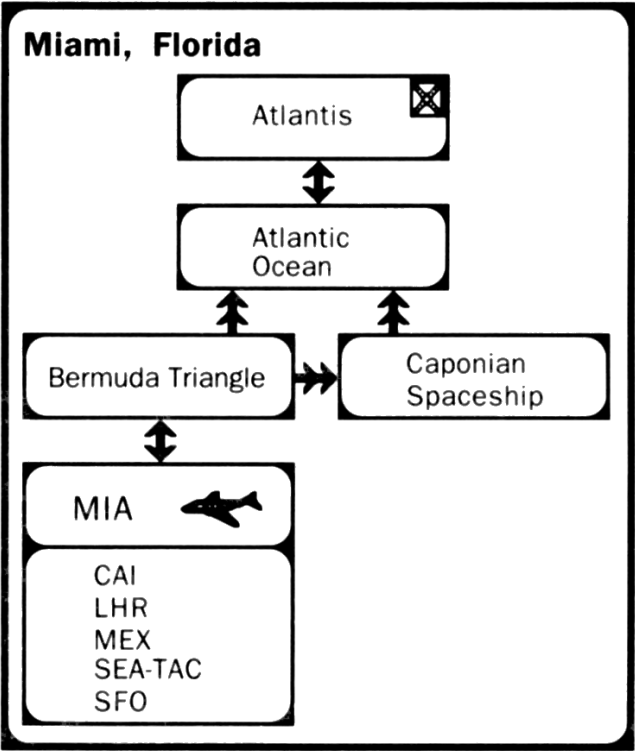 Miami, Florida
Atlantis
Atlantic
Ocean
Bermuda Triangle
Caponian
Spaceship
MIA
CAI
LHR
MEX
SEA-TAC
SFO